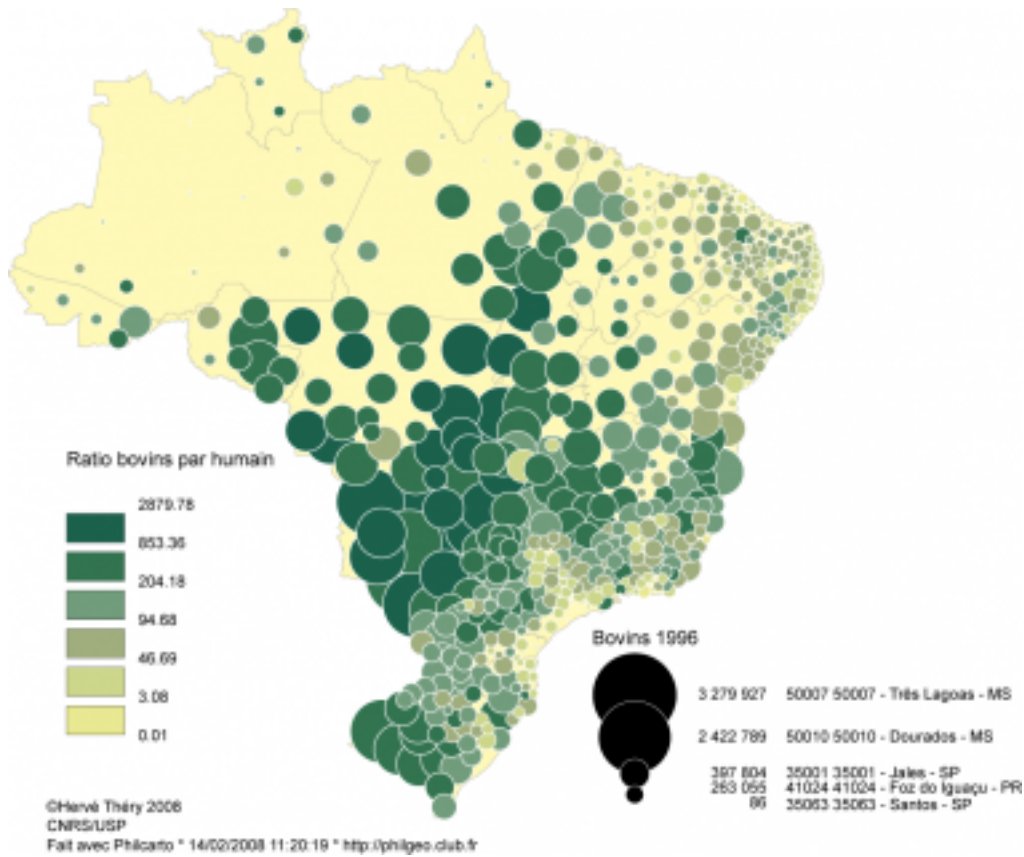 Ratio bovins par humain
2879.78
853.36
204.18
94.68
46.69
3.08
0.01
Bovins 1996
3 279 927 50007 50007 - Três Lagoas - MS
2 422 789 50010 50010 - Dourados - MS
397 804 35001 35001 - Jales - SP
263 055 41024 41024 - Foz do Iguaçu - PR
86 35063 35063 - Santos - SP
©Hervé Théry 2008
CNRS/USP
Fait avec Philcarto * 14/02/2008 11:20:19 * http://philgeo.club.fr